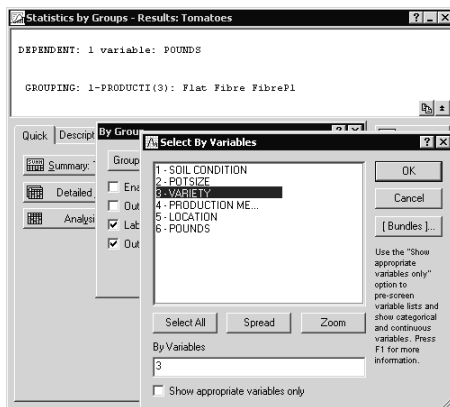 Statistics by Groups - Results: Tomatoes
DEPENDENT: 1 variable: POUNDS
GROUPING: 1-PRODUCTI(3): Flat Fibre FibrePl
Quick
Descript
By Group
Summary:
Detailed
Analysi
Group
Ena
Out
Lab
Out
Select By Variables
1 - SOIL CONDITION
2 - POTSIZE
3 - VARIETY
4 - PRODUCTION ME...
5 - LOCATION
6 - POUNDS
OK
Cancel
[ Bundles ]...
Use the "Show
appropriate
variables only"
option to
pre-screen
variable lists and
show categorical
and continuous
variables. Press
F1 for more
information.
Select All
Spread
Zoom
By Variables
3
Show appropriate variables only